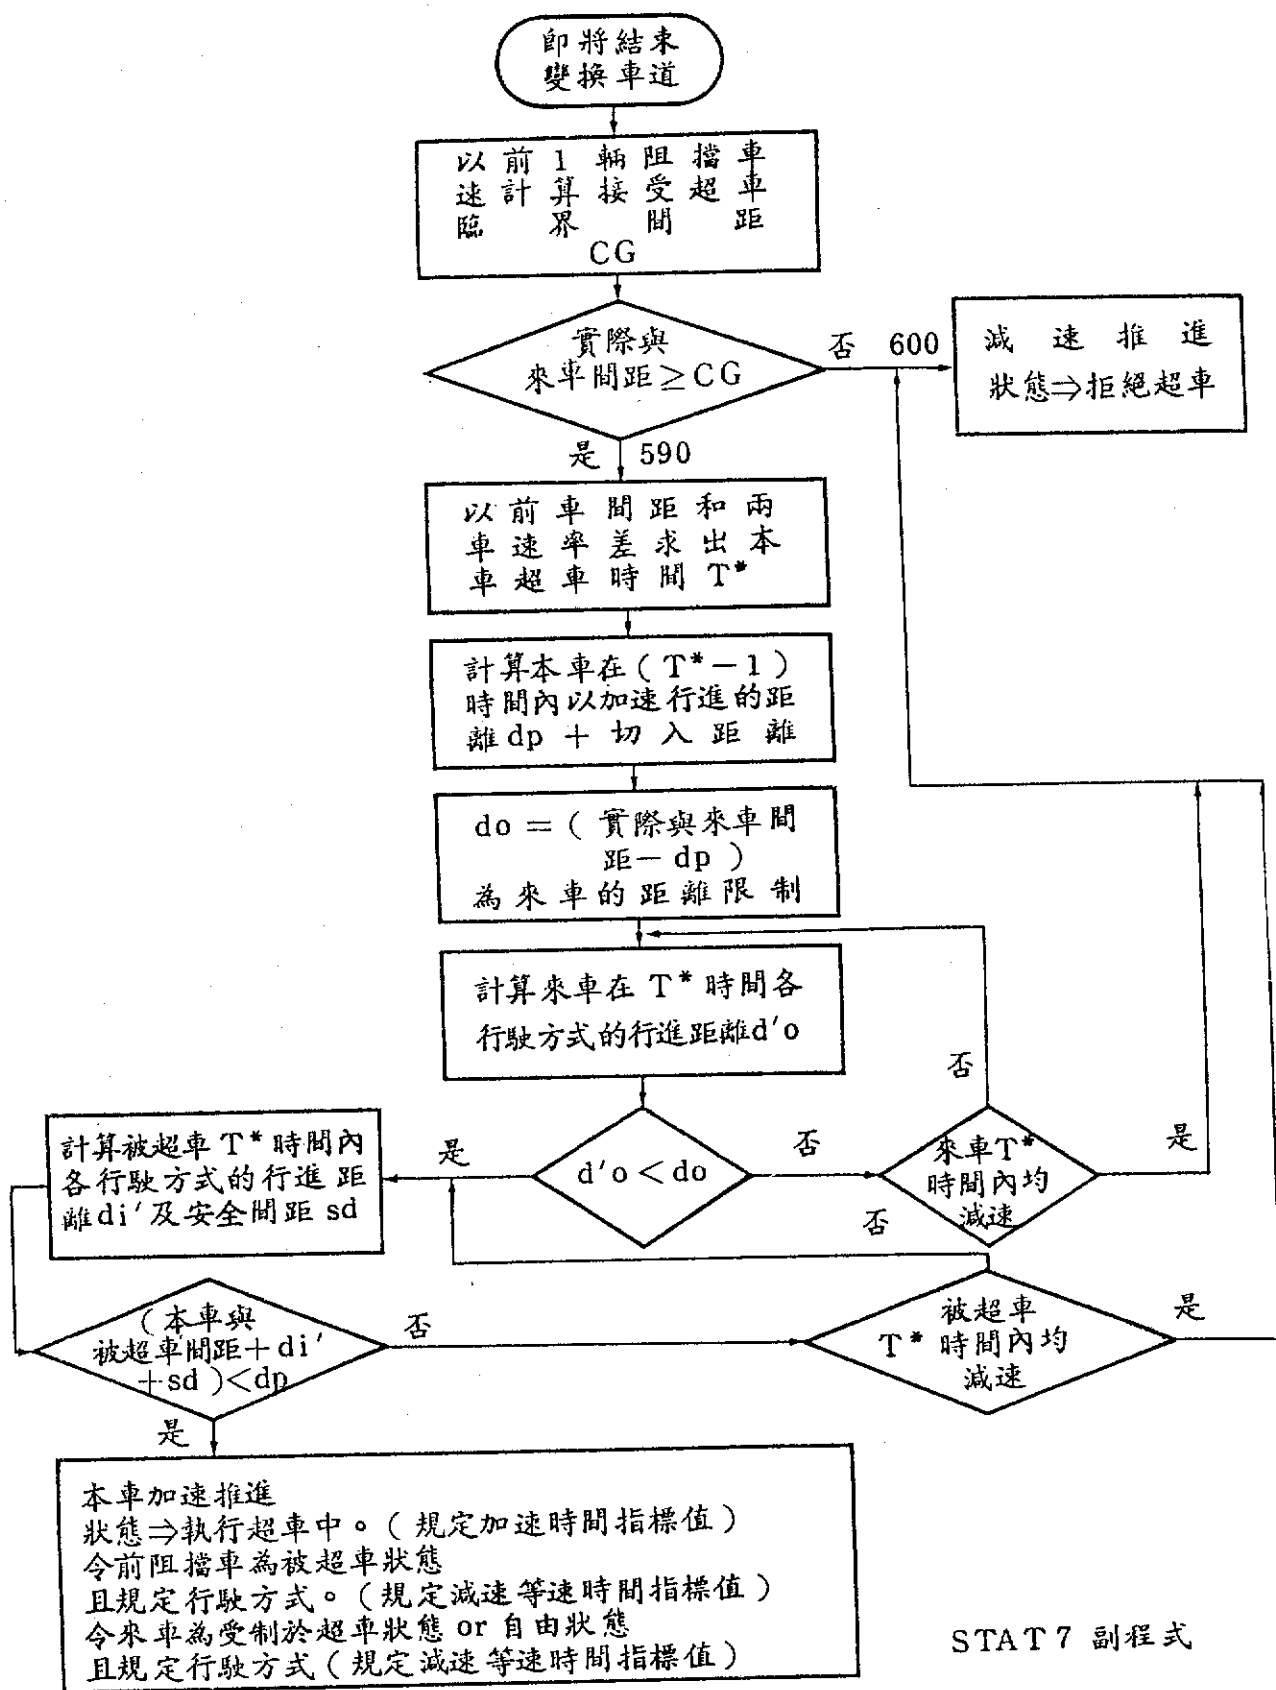 即將結束
變換車道
以前1輛阻擋車
速計算接受超車
臨界間距
CG
實際與
來車間距≥CG
否 600
減速推進
狀態⇒拒絕超車
是 590
以前車間距和兩
車速率差求出本
車超車時間T*
計算本車在(T*-1)
時間內以加速行進的距
離dp+切入距離
do=(實際與來車間
距-dp)
為來車的距離限制
計算來車在T*時間各
行駛方式的行進距離d'o
d'o<do
是
否
來車T*
時間內均
減速
否
是
計算被超車T*時間內
各行駛方式的行進距
離di'及安全間距sd
(本車與
被超車間距+di'
+sd)<dp
否
被超車
T*時間內均
減速
否
是
是
本車加速推進
狀態⇒執行超車中。(規定加速時間指標值)
令前阻擋車為被超車狀態
且規定行駛方式。(規定減速等速時間指標值)
令來車為受制於超車狀態or自由狀態
且規定行駛方式(規定減速等速時間指標值)
STAT7副程式